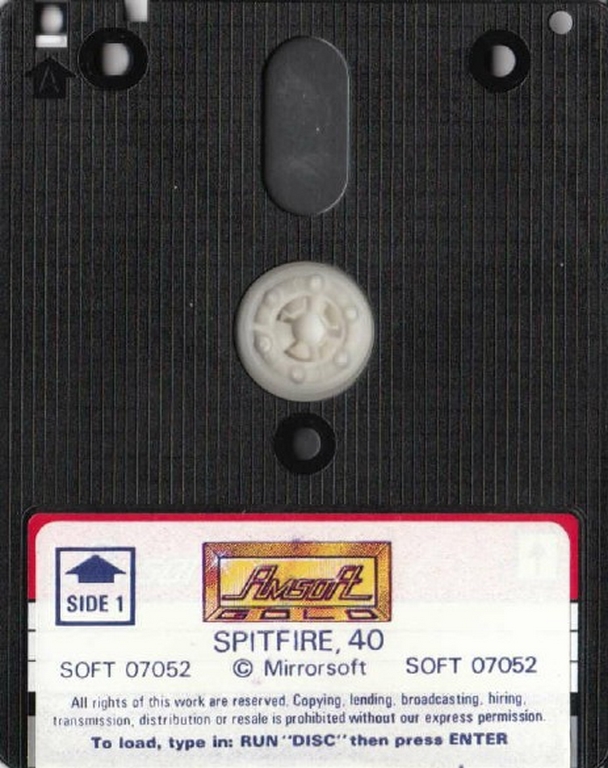 A
SIDE 1
Amsoft
GOLD
SPITFIRE, 40
SOFT 07052 © Mirrorsoft SOFT 07052
All rights of this work are reserved. Copying, lending, broadcasting, hiring,
transmission, distribution or resale is prohibited without our express permission.
To load, type in: RUN "DISC" then press ENTER